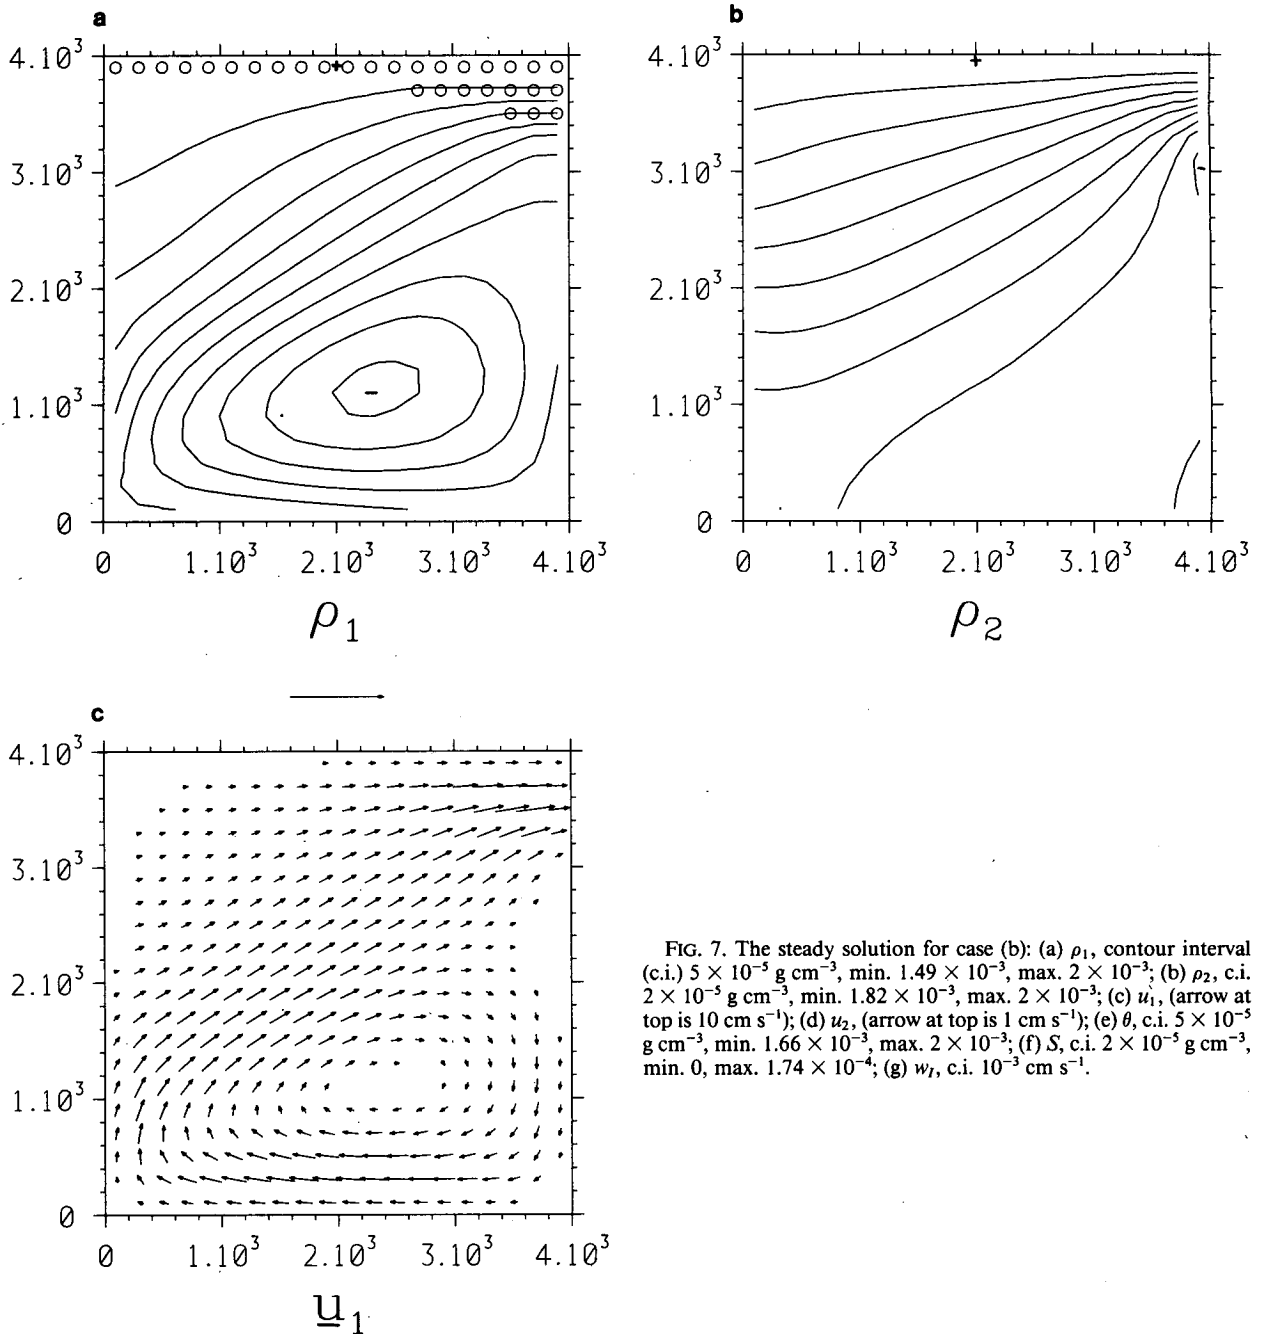 a
4.10³
3.10³
2.10³
1.10³
0
0 1.10³ 2.10³ 3.10³ 4.10³
ρ₁
b
4.10³
3.10³
2.10³
1.10³
0
0 1.10³ 2.10³ 3.10³ 4.10³
ρ₂
c
4.10³
3.10³
2.10³
1.10³
0
0 1.10³ 2.10³ 3.10³ 4.10³
u₁
FIG. 7. The steady solution for case (b): (a) ρ₁, contour interval
(c.i.) 5 × 10⁻⁵ g cm⁻³, min. 1.49 × 10⁻³, max. 2 × 10⁻³; (b) ρ₂, c.i.
2 × 10⁻⁵ g cm⁻³, min. 1.82 × 10⁻³, max. 2 × 10⁻³; (c) u₁, (arrow at
top is 10 cm s⁻¹); (d) u₂, (arrow at top is 1 cm s⁻¹); (e) θ, c.i. 5 × 10⁻⁵
g cm⁻³, min. 1.66 × 10⁻³, max. 2 × 10⁻³; (f) S, c.i. 2 × 10⁻⁵ g cm⁻³,
min. 0, max. 1.74 × 10⁻⁴; (g) w_I, c.i. 10⁻³ cm s⁻¹.